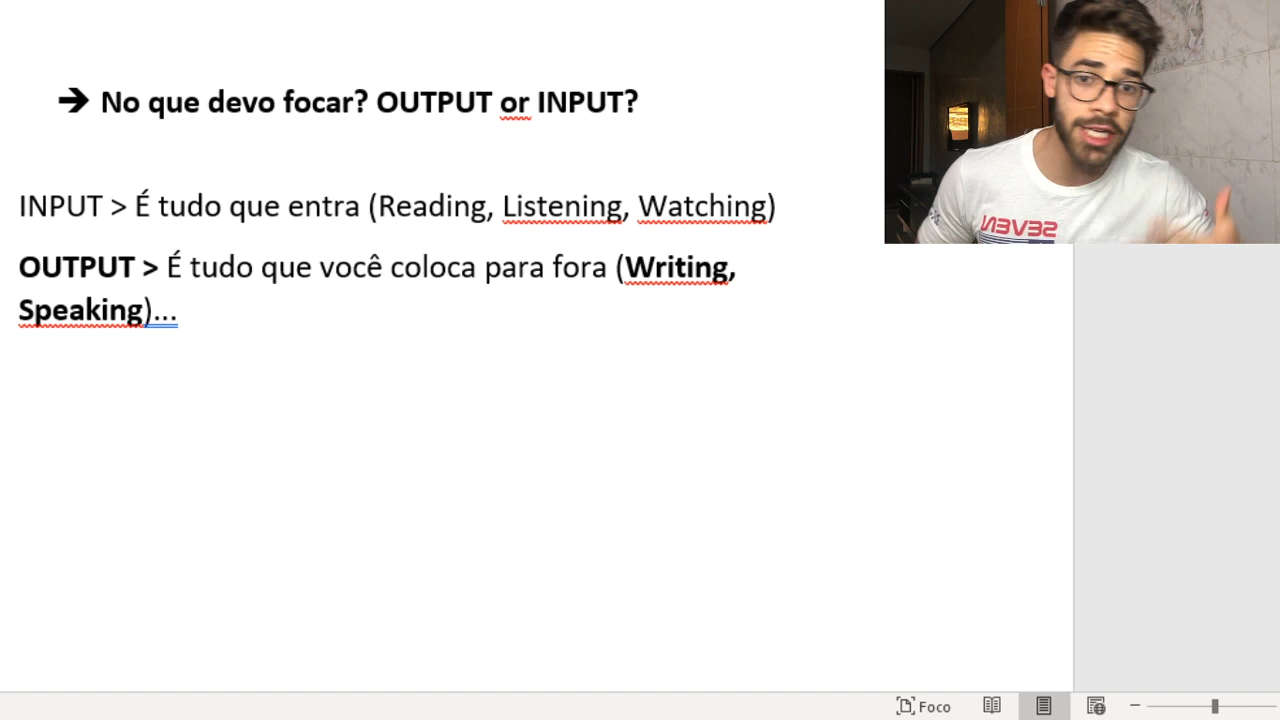 ➔ No que devo focar? OUTPUT or INPUT?
INPUT > É tudo que entra (Reading, Listening, Watching)
OUTPUT > É tudo que você coloca para fora (Writing,
Speaking)...
SEVEN
Foco